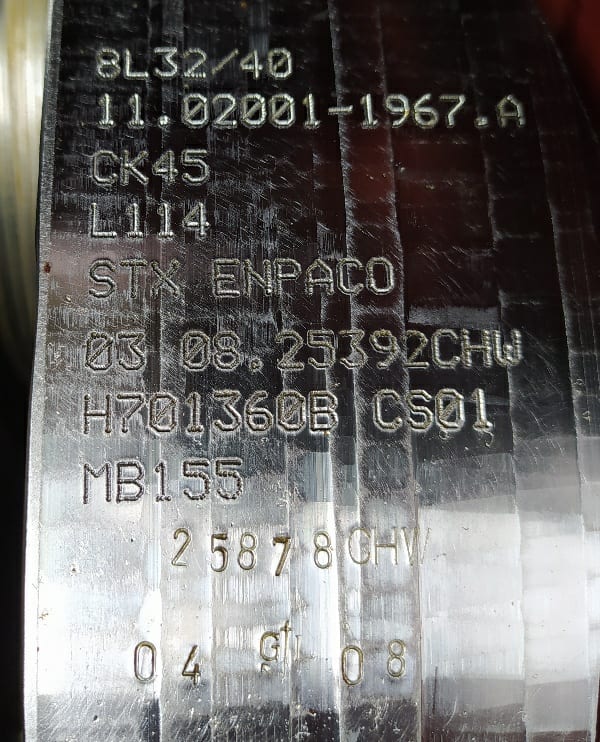 8L32/40
11.02001-1967.A
CK45
L114
STX ENPACO
03 08.25392CHW
H701360B CS01
MB155
25878CHW
04 08